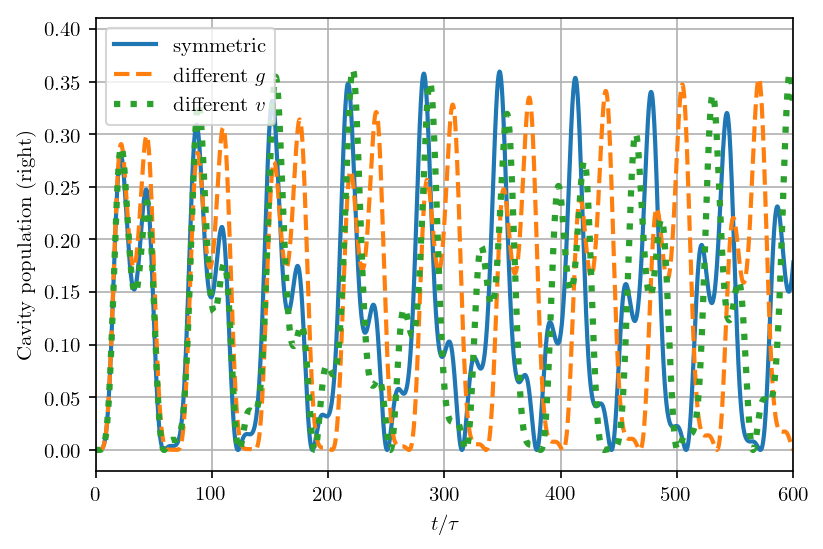 symmetric
different g
different v
Cavity population (right)
0.40
0.35
0.30
0.25
0.20
0.15
0.10
0.05
0.00
0 100 200 300 400 500 600
t/τ